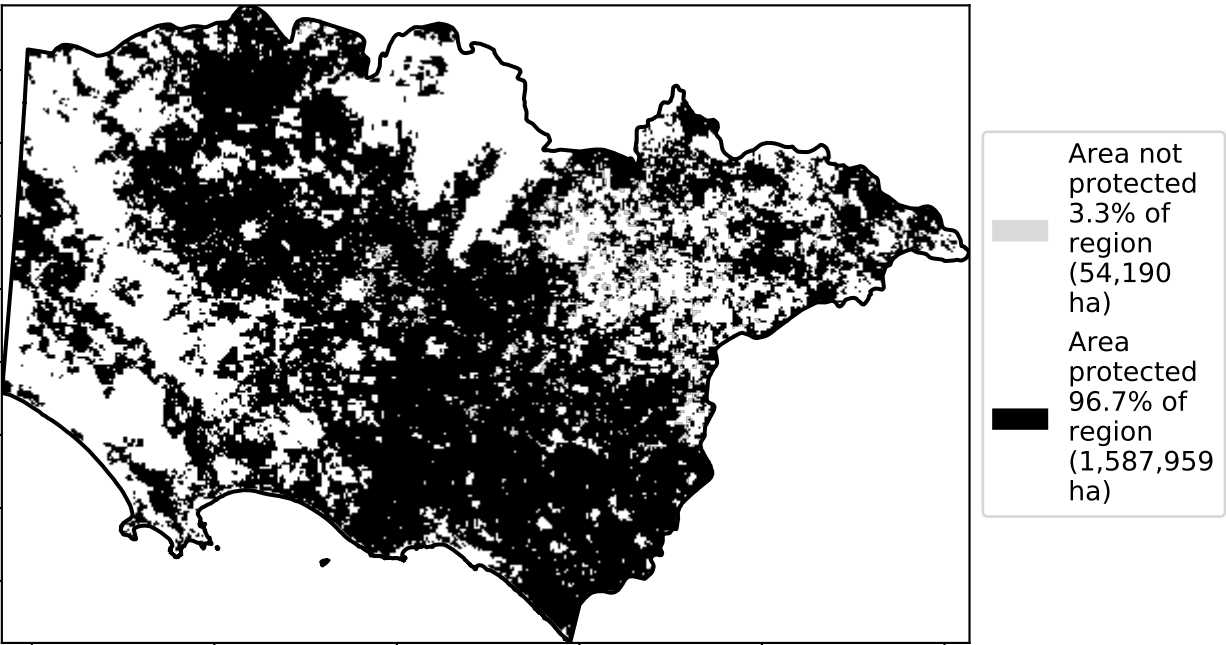 Area not
protected
3.3% of
region
(54,190
ha)
Area
protected
96.7% of
region
(1,587,959
ha)